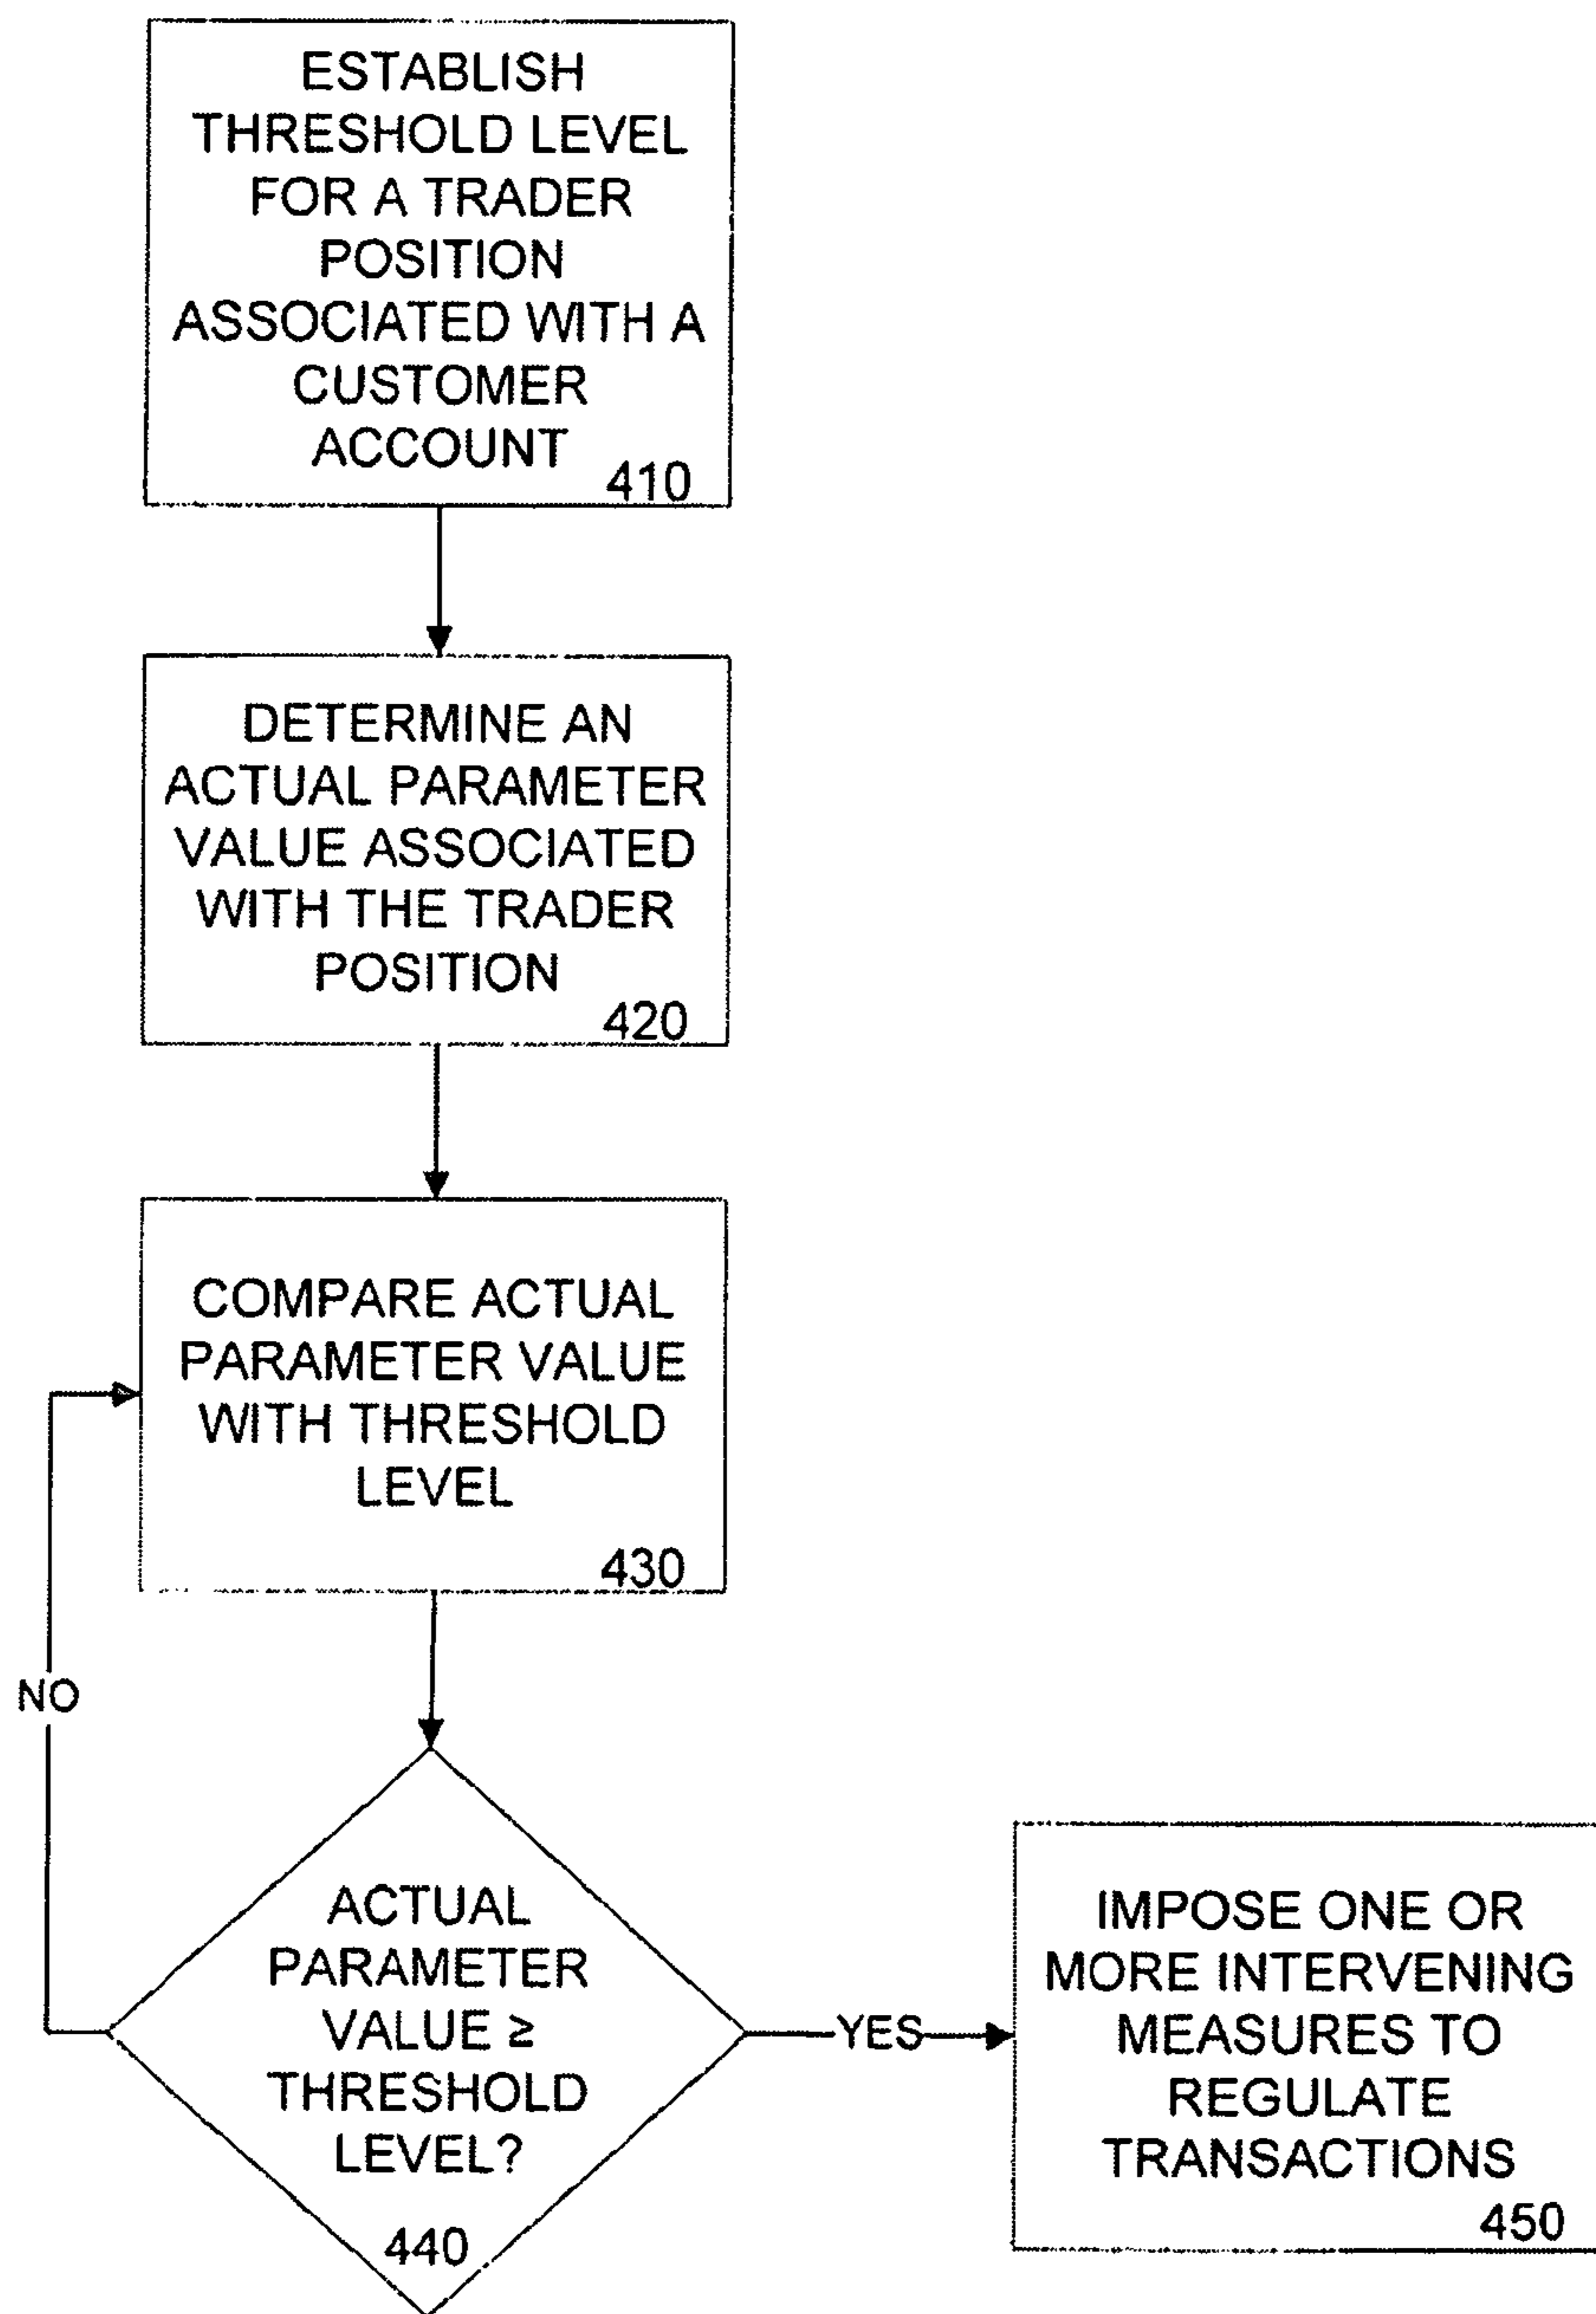 ESTABLISH
THRESHOLD LEVEL
FOR A TRADER
POSITION
ASSOCIATED WITH A
CUSTOMER
ACCOUNT
410
DETERMINE AN
ACTUAL PARAMETER
VALUE ASSOCIATED
WITH THE TRADER
POSITION
420
COMPARE ACTUAL
PARAMETER VALUE
WITH THRESHOLD
LEVEL
430
NO
ACTUAL
PARAMETER
VALUE ≥
THRESHOLD
LEVEL?
440
YES
IMPOSE ONE OR
MORE INTERVENING
MEASURES TO
REGULATE
TRANSACTIONS
450